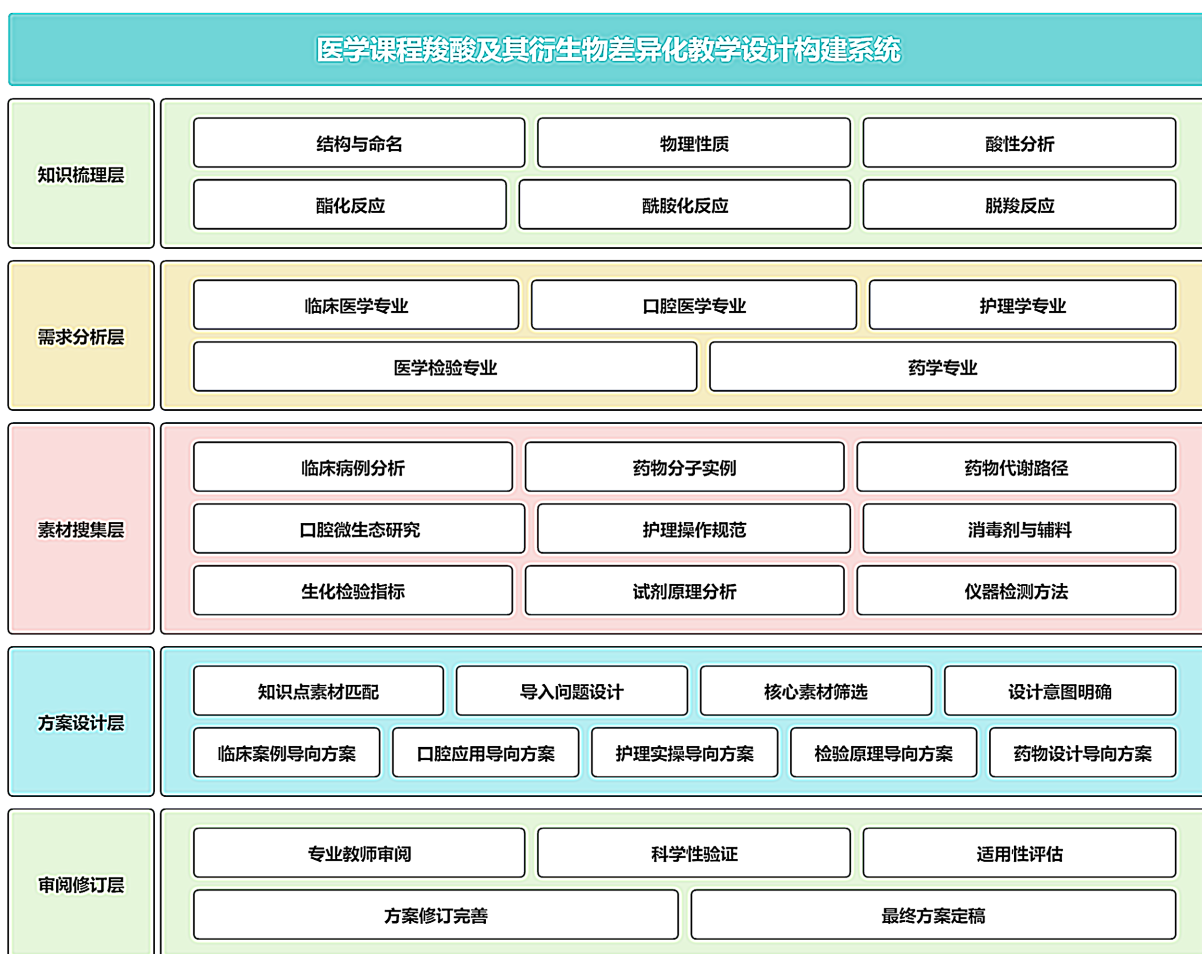 医学课程羧酸及其衍生物差异化教学设计构建系统
知识梳理层
结构与命名 物理性质 酸性分析
酯化反应 酰胺化反应 脱羧反应
需求分析层
临床医学专业 口腔医学专业 护理学专业
医学检验专业 药学专业
素材搜集层
临床病例分析 药物分子实例 药物代谢路径
口腔微生态研究 护理操作规范 消毒剂与辅料
生化检验指标 试剂原理分析 仪器检测方法
方案设计层
知识点素材匹配 导入问题设计 核心素材筛选 设计意图明确
临床案例导向方案 口腔应用导向方案 护理实操导向方案 检验原理导向方案 药物设计导向方案
审阅修订层
专业教师审阅 科学性验证 适用性评估
方案修订完善 最终方案定稿